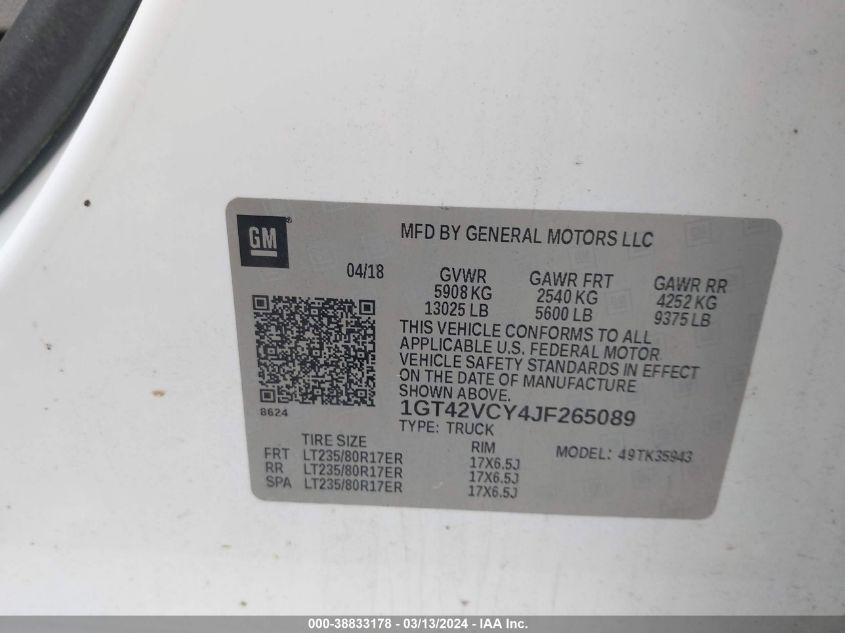 GM
MFD BY GENERAL MOTORS LLC
04/18 GVWR GAWR FRT GAWR RR
5908 KG 2540 KG 4252 KG
13025 LB 5600 LB 9375 LB
THIS VEHICLE CONFORMS TO ALL
APPLICABLE U.S. FEDERAL MOTOR
VEHICLE SAFETY STANDARDS IN EFFECT
ON THE DATE OF MANUFACTURE
SHOWN ABOVE.
8624 1GT42VCY4JF265089
TYPE: TRUCK
TIRE SIZE RIM MODEL: 49TK35943
FRT LT235/80R17ER 17X6.5J
RR LT235/80R17ER 17X6.5J
SPA LT235/80R17ER 17X6.5J
000-38833178 - 03/13/2024 - IAA Inc.